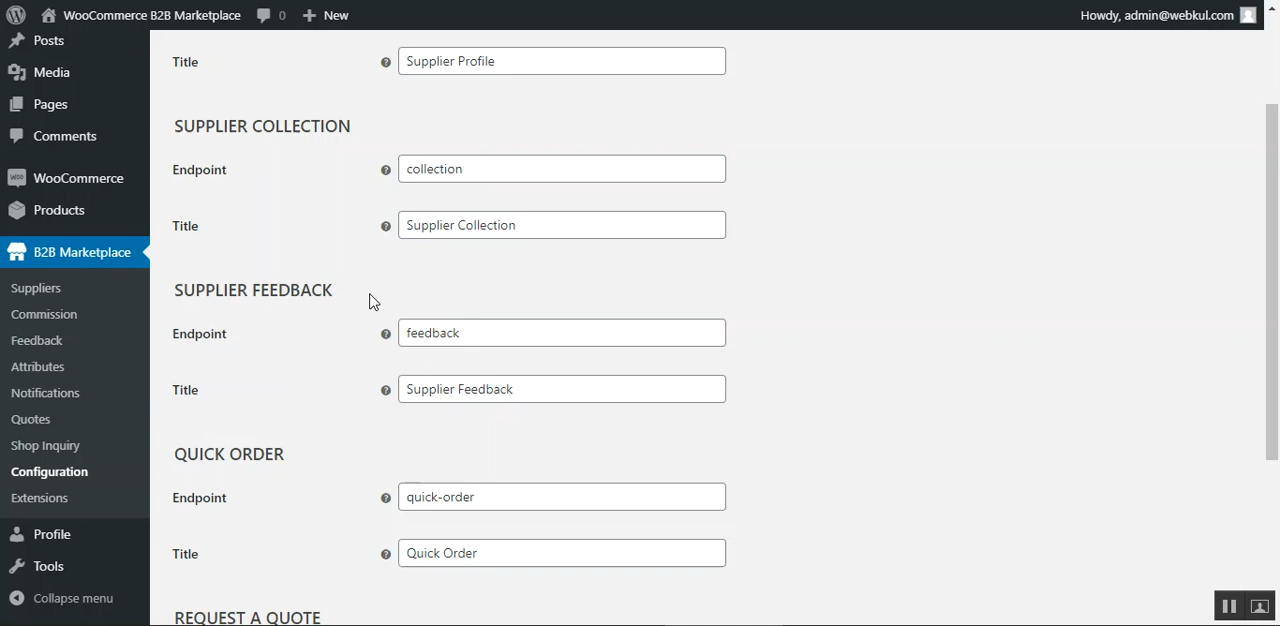 WooCommerce B2B Marketplace 0 New Howdy, admin@webkul.com
Posts
Media
Pages
Comments
WooCommerce
Products
B2B Marketplace
Suppliers
Commission
Feedback
Attributes
Notifications
Quotes
Shop Inquiry
Configuration
Extensions
Profile
Tools
Collapse menu
Title Supplier Profile
SUPPLIER COLLECTION
Endpoint collection
Title Supplier Collection
SUPPLIER FEEDBACK
Endpoint feedback
Title Supplier Feedback
QUICK ORDER
Endpoint quick-order
Title Quick Order
REQUEST A QUOTE